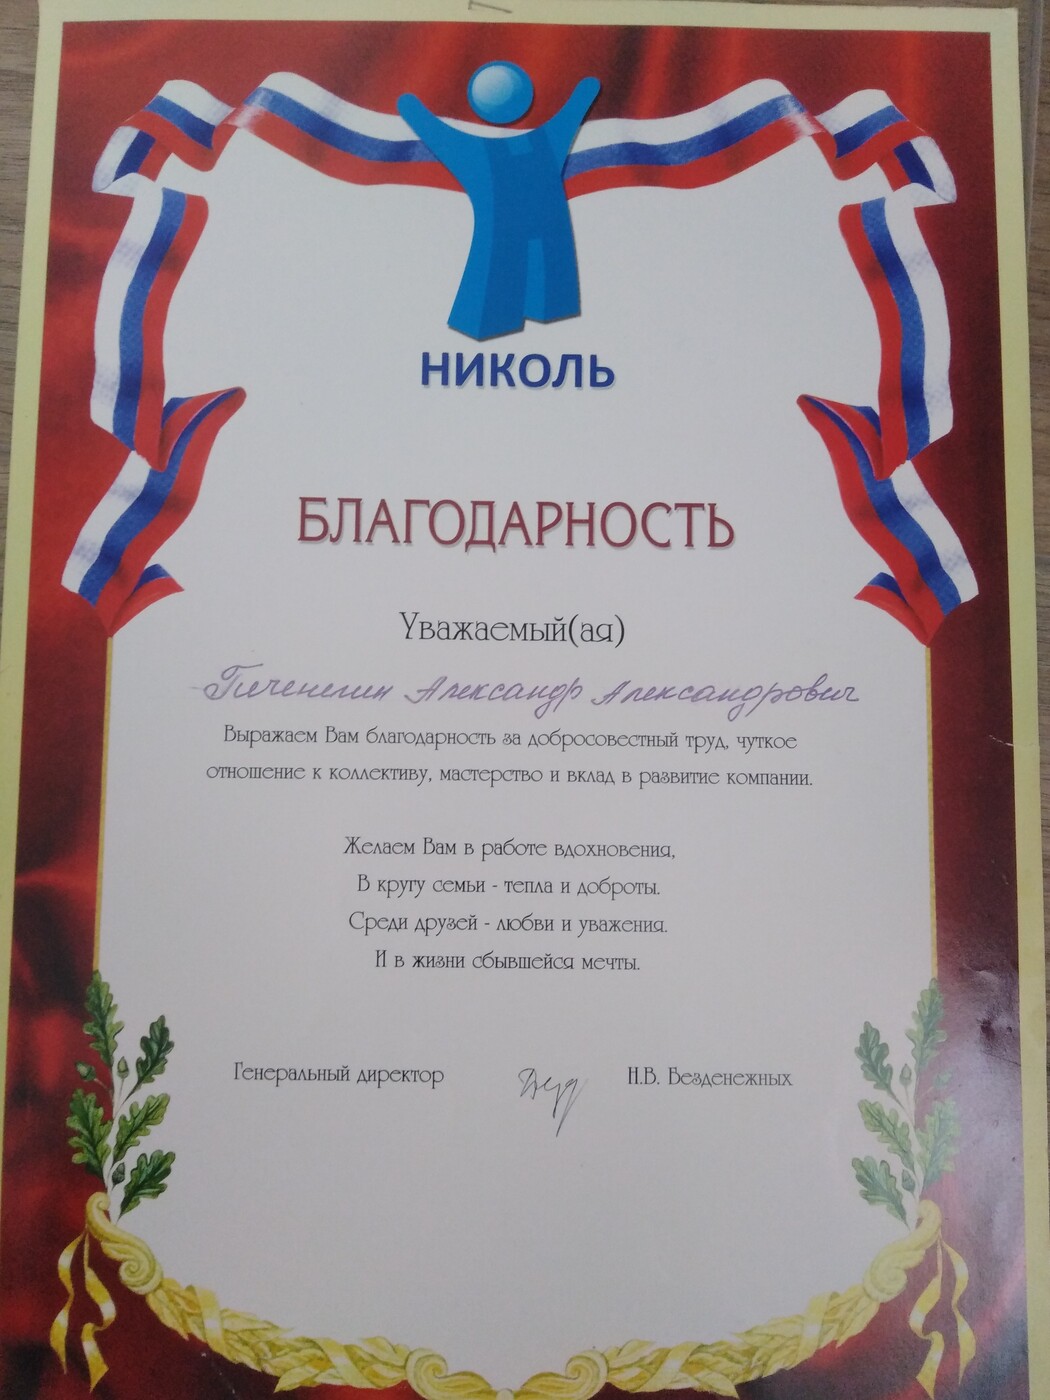 НИКОЛЬ
БЛАГОДАРНОСТЬ
Уважаемый(ая)
Александр Александрович
Выражаем Вам благодарность за добросовестный труд, чуткое
отношение к коллективу, мастерство и вклад в развитие компании.
Желаем Вам в работе вдохновения,
В кругу семьи - тепла и доброты.
Среди друзей - любви и уважения.
И в жизни сбывшейся мечты.
Генеральный директор Н.В. Безденежных